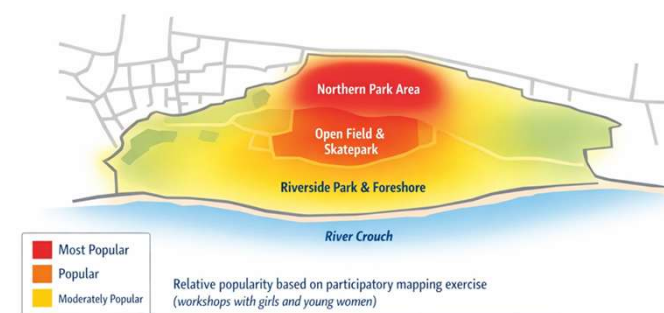 Northern Park Area
Open Field &
Skatepark
Riverside Park & Foreshore
River Crouch
Most Popular
Popular
Moderately Popular
Relative popularity based on participatory mapping exercise
(workshops with girls and young women)